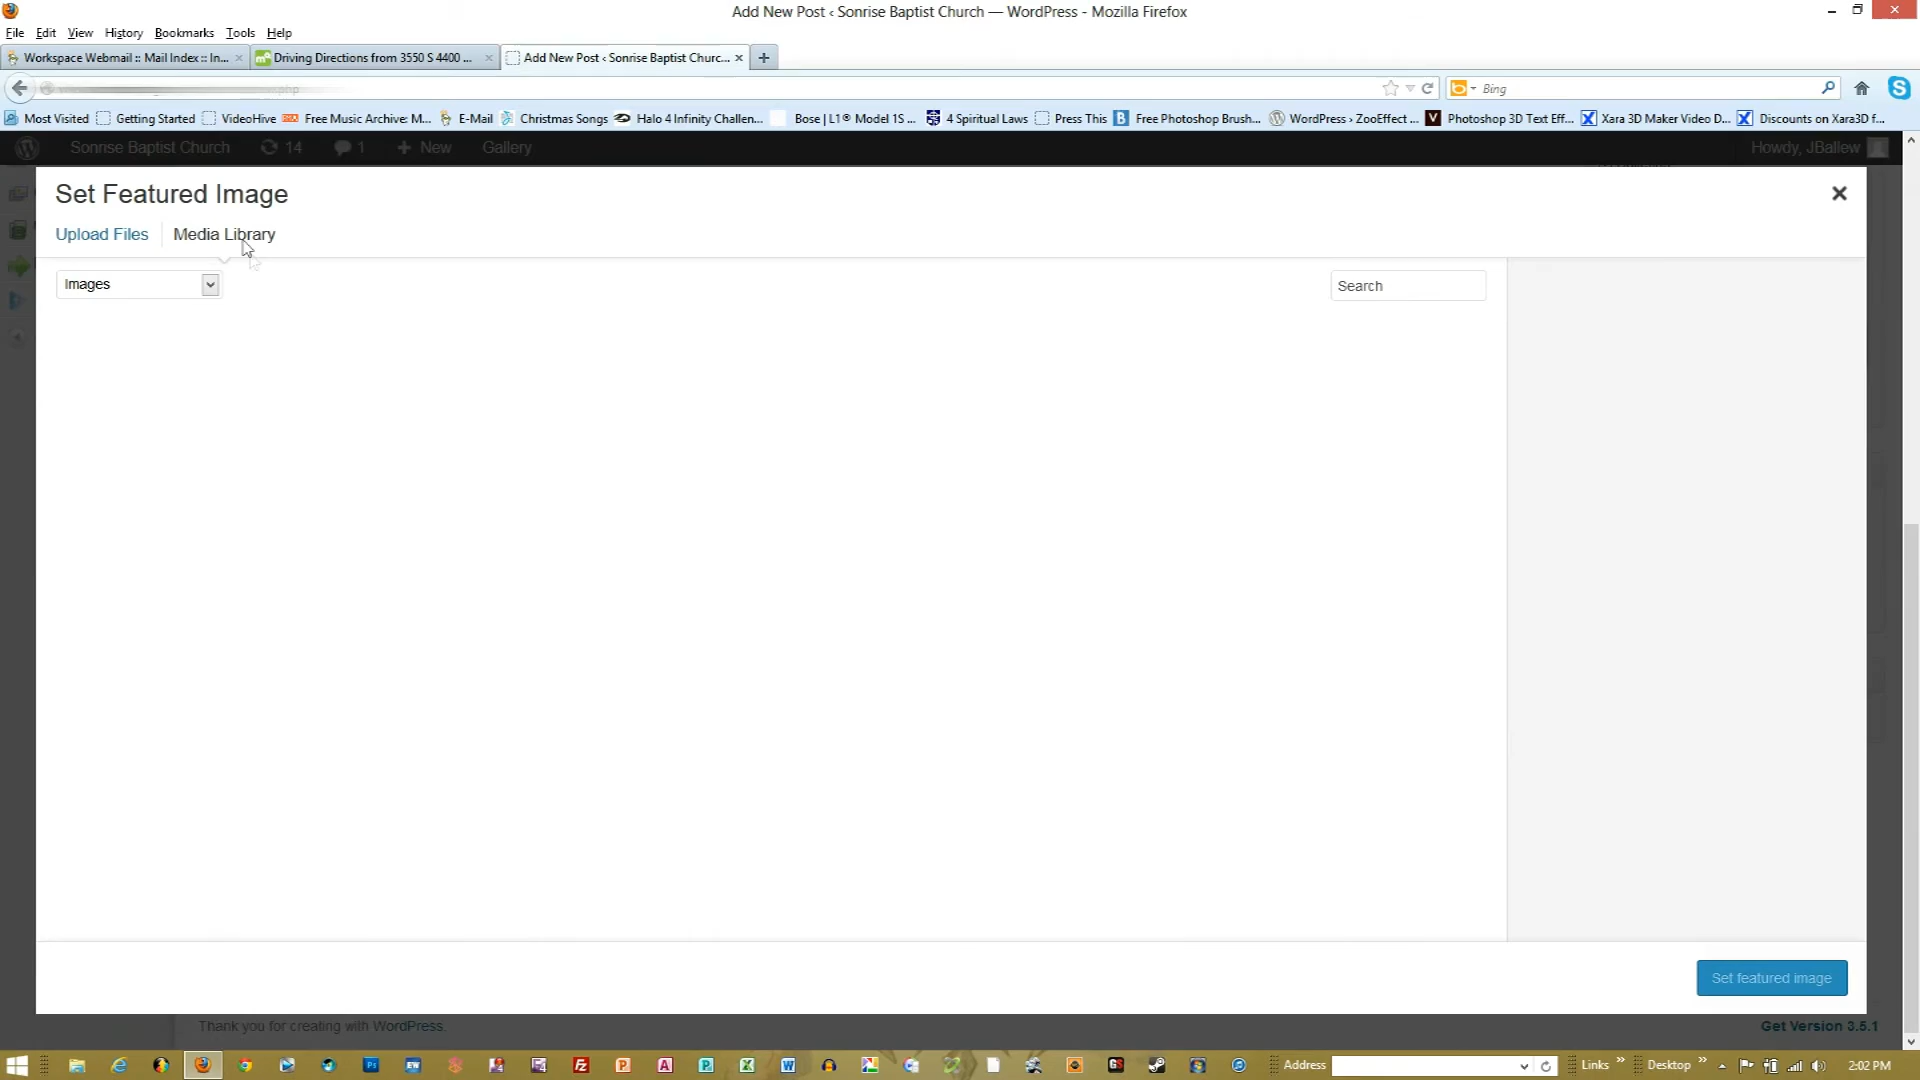 Add New Post ‹ Sonrise Baptist Church — WordPress - Mozilla Firefox
File Edit View History Bookmarks Tools Help
Workspace Webmail :: Mail Index :: In... Driving Directions from 3550 S 4400 ... Add New Post ‹ Sonrise Baptist Churc...
Bing
Most Visited Getting Started VideoHive Free Music Archive: M... E-Mail Christmas Songs Halo 4 Infinity Challen... Bose | L1® Model 1S ... 4 Spiritual Laws Press This Free Photoshop Brush... WordPress › ZooEffect ... Photoshop 3D Text Eff... Xara 3D Maker Video D... Discounts on Xara3D f...
Sonrise Baptist Church 14 1 + New Gallery Howdy, JBallew
Set Featured Image
Upload Files Media Library
Images Search
Set featured image
Thank you for creating with WordPress. Get Version 3.5.1
Address Links » Desktop » 2:02 PM